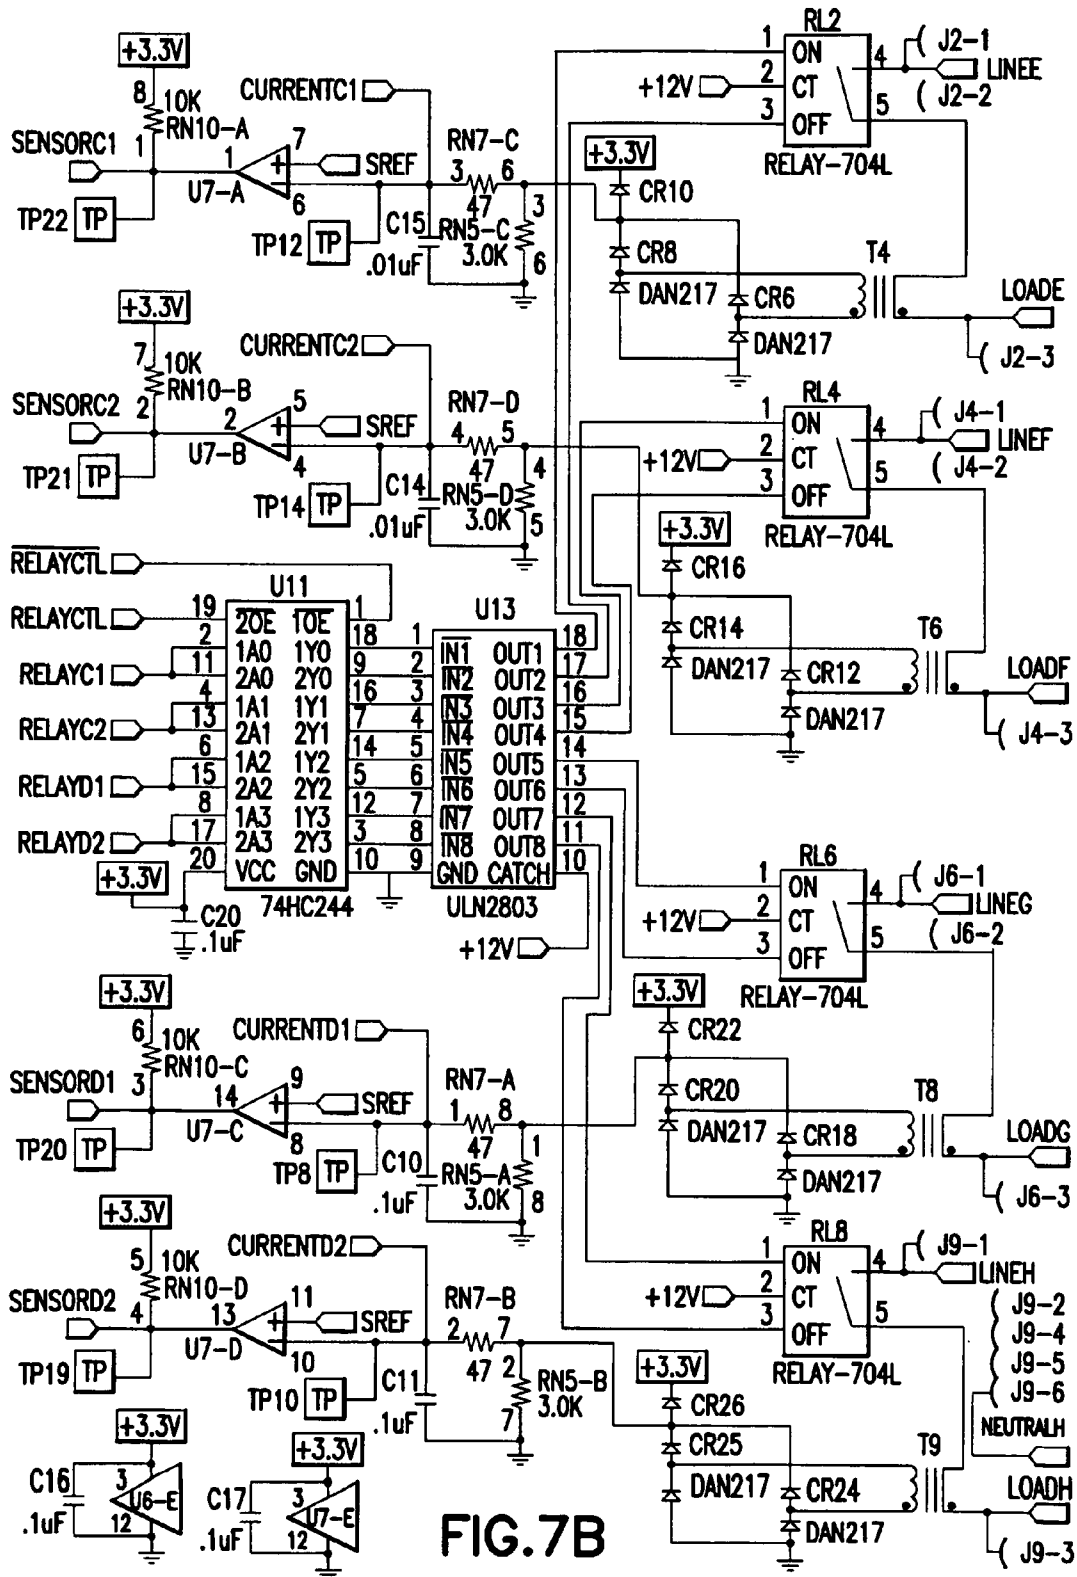 RL2
+3.3V
8 10K
RN10-A
1
SENSORC1
TP22 TP
1
U7-A
7
+
-
6
CURRENTC1
SREF
TP12 TP
C15
.01uF
RN7-C
3 6
47
RN5-C
3.0K
3
6
1 ON
+12V 2 CT
3 OFF
4
5
RELAY-704L
J2-1
LINEE
J2-2
+3.3V
CR10
CR8
DAN217
CR6
DAN217
T4
LOADE
J2-3
+3.3V
7 10K
RN10-B
2
SENSORC2
TP21 TP
2
U7-B
5
+
-
4
CURRENTC2
SREF
TP14 TP
C14
.01uF
RN7-D
4 5
47
RN5-D
3.0K
4
5
RL4
1 ON
+12V 2 CT
3 OFF
4
5
RELAY-704L
J4-1
LINEF
J4-2
+3.3V
CR16
CR14
DAN217
CR12
DAN217
T6
LOADF
J4-3
RELAYCTL
RELAYCTL
RELAYC1
RELAYC2
RELAYD1
RELAYD2
U11
19 2OE 1OE 1
2 1A0 1Y0 18
11 2A0 2Y0 9
4 1A1 1Y1 16
13 2A1 2Y1 7
6 1A2 1Y2 14
15 2A2 2Y2 5
8 1A3 1Y3 12
17 2A3 2Y3 3
20 VCC GND 10
74HC244
+3.3V
C20
.1uF
U13
1 IN1 OUT1 18
2 IN2 OUT2 17
3 IN3 OUT3 16
4 IN4 OUT4 15
5 IN5 OUT5 14
6 IN6 OUT6 13
7 IN7 OUT7 12
8 IN8 OUT8 11
9 GND CATCH 10
ULN2803
+12V
RL6
1 ON
+12V 2 CT
3 OFF
4
5
RELAY-704L
J6-1
LINEG
J6-2
+3.3V
CR22
CR20
DAN217
CR18
DAN217
T8
LOADG
J6-3
+3.3V
6 10K
RN10-C
3
SENSORD1
TP20 TP
14
U7-C
9
+
-
8
CURRENTD1
SREF
TP8 TP
C10
.1uF
RN7-A
1 8
47
RN5-A
3.0K
1
8
+3.3V
5 10K
RN10-D
4
SENSORD2
TP19 TP
13
U7-D
11
+
-
10
CURRENTD2
SREF
TP10 TP
C11
.1uF
RN7-B
2 7
47
2
RN5-B
3.0K
7
RL8
1 ON
+12V 2 CT
3 OFF
4
5
RELAY-704L
J9-1
LINEH
J9-2
J9-4
J9-5
J9-6
NEUTRALH
+3.3V
CR26
CR25
DAN217
CR24
DAN217
T9
LOADH
J9-3
+3.3V
C16
.1uF
3
U6-E
12
+3.3V
C17
.1uF
3
U7-E
12
FIG.7B